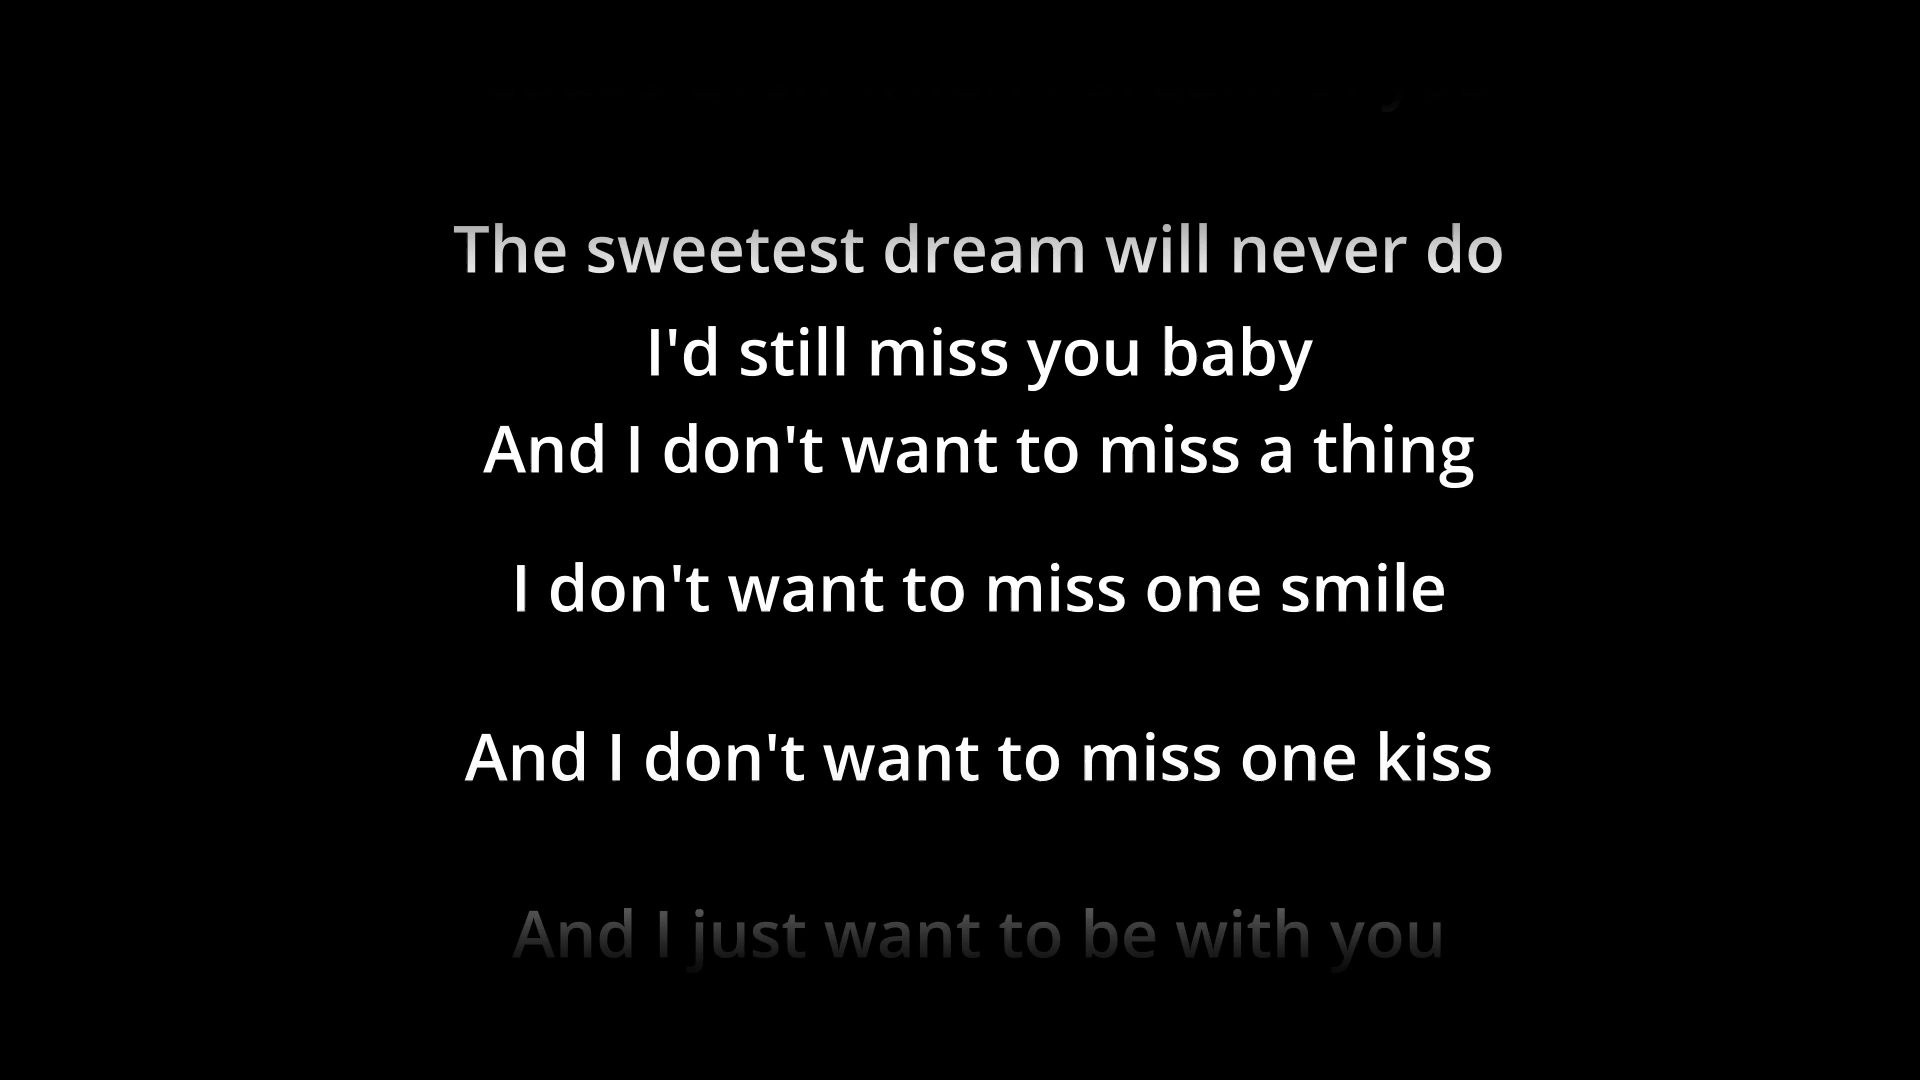 The sweetest dream will never do
I'd still miss you baby
And I don't want to miss a thing
I don't want to miss one smile
And I don't want to miss one kiss
And I just want to be with you